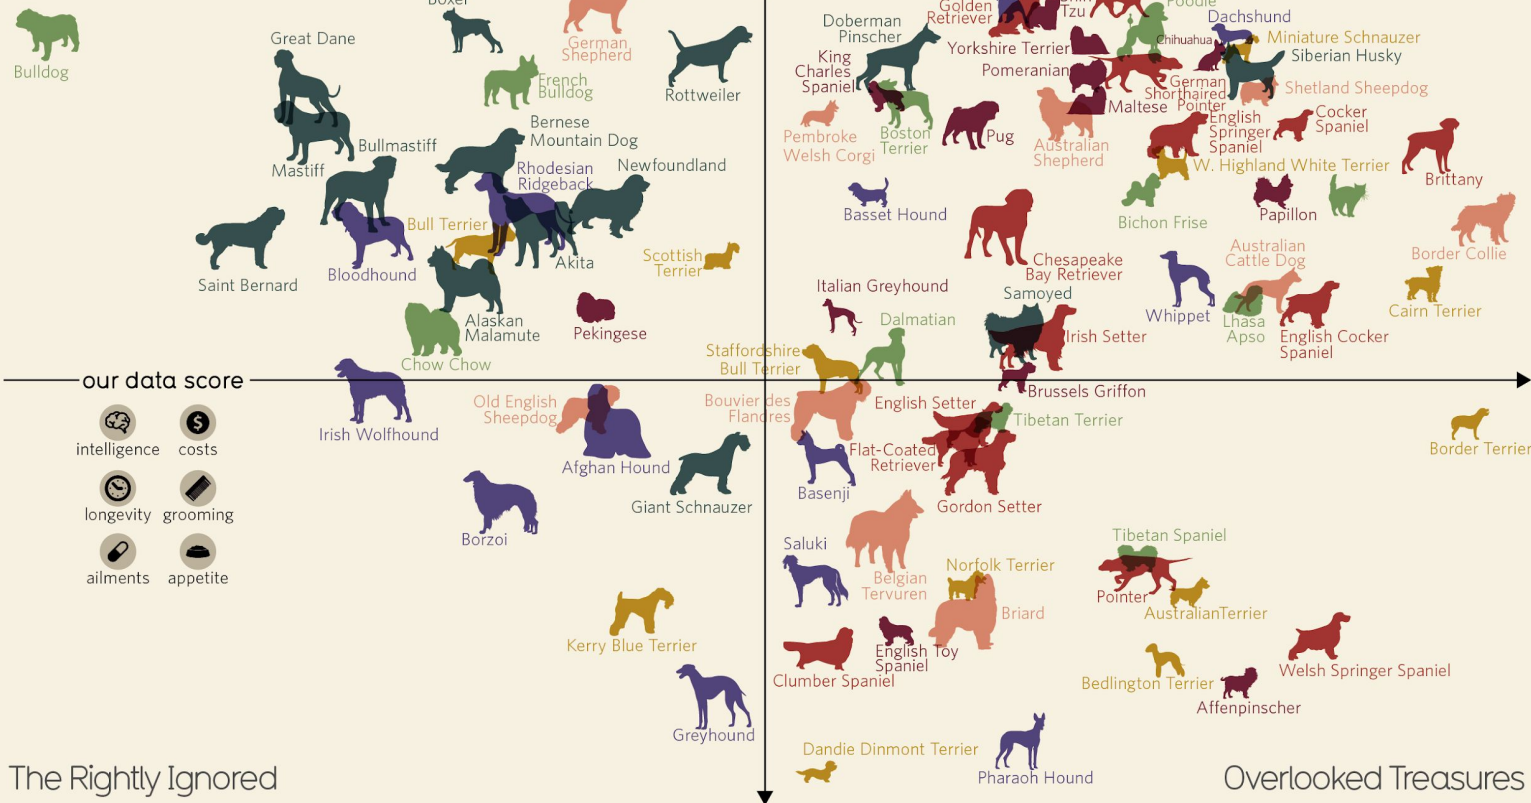 Boxer
Golden
Retriever
Tzu
Poodle
Bulldog
Great Dane
German
Shepherd
French
Bulldog
Rottweiler
Doberman
Pinscher
King
Charles
Spaniel
Yorkshire Terrier
Pomeranian
Chihuahua
Dachshund
Miniature Schnauzer
Siberian Husky
German
Shorthaired
Pointer
Shetland Sheepdog
Maltese
Mastiff
Bullmastiff
Bernese
Mountain Dog
Rhodesian
Ridgeback
Newfoundland
Pembroke
Welsh Corgi
Boston
Terrier
Pug
Australian
Shepherd
English
Springer
Spaniel
Cocker
Spaniel
W. Highland White Terrier
Brittany
Basset Hound
Bichon Frise
Papillon
Saint Bernard
Bloodhound
Bull Terrier
Akita
Scottish
Terrier
Chesapeake
Bay Retriever
Australian
Cattle Dog
Border Collie
Alaskan
Malamute
Pekingese
Chow Chow
Italian Greyhound
Dalmatian
Samoyed
Irish Setter
Whippet
Lhasa
Apso
English Cocker
Spaniel
Cairn Terrier
Staffordshire
Bull Terrier
our data score
intelligence
costs
longevity
grooming
ailments
appetite
Irish Wolfhound
Old English
Sheepdog
Afghan Hound
Bouvier des
Flandres
English Setter
Brussels Griffon
Tibetan Terrier
Border Terrier
Flat-Coated
Retriever
Gordon Setter
Basenji
Giant Schnauzer
Borzoi
Saluki
Belgian
Tervuren
Norfolk Terrier
Briard
Tibetan Spaniel
Pointer
AustralianTerrier
Kerry Blue Terrier
Clumber Spaniel
English Toy
Spaniel
Bedlington Terrier
Affenpinscher
Welsh Springer Spaniel
Greyhound
Dandie Dinmont Terrier
Pharaoh Hound
The Rightly Ignored
Overlooked Treasures